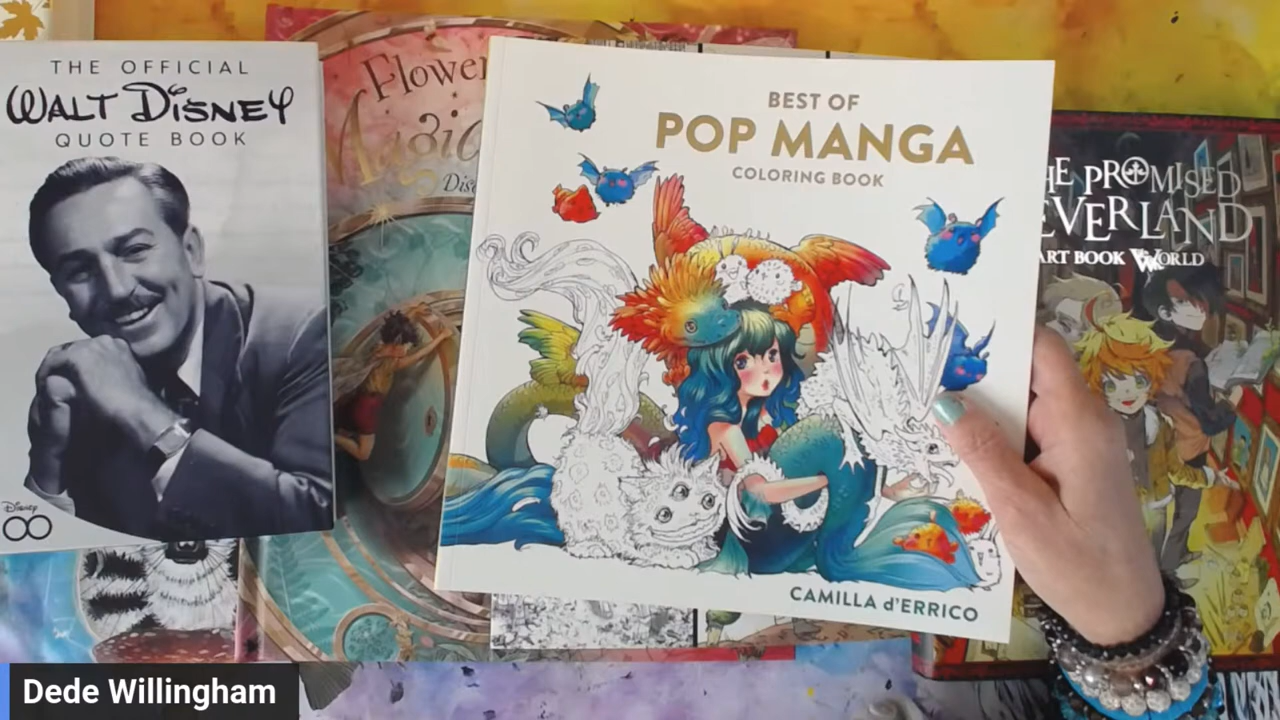 THE OFFICIAL
WALT DISNEY
QUOTE BOOK
Disney
Flower
Magic
BEST OF
POP MANGA
COLORING BOOK
CAMILLA d'ERRICO
THE PROMISED
NEVERLAND
ART BOOK WORLD
Dede Willingham